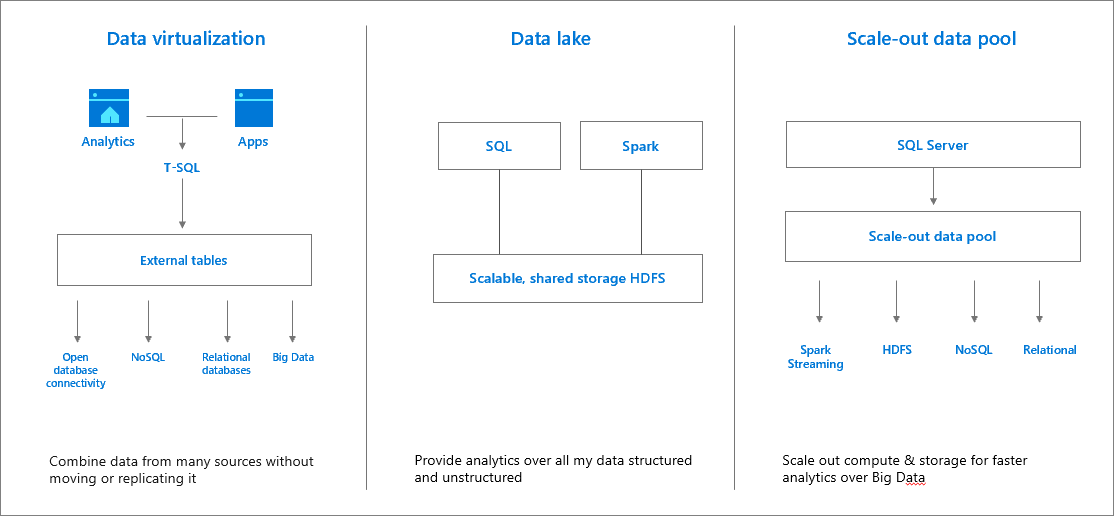 Data virtualization
Analytics
Apps
T-SQL
External tables
Open
database
connectivity
NoSQL
Relational
databases
Big Data
Combine data from many sources without
moving or replicating it
Data lake
SQL
Spark
Scalable, shared storage HDFS
Provide analytics over all my data structured
and unstructured
Scale-out data pool
SQL Server
Scale-out data pool
Spark
Streaming
HDFS
NoSQL
Relational
Scale out compute & storage for faster
analytics over Big Data